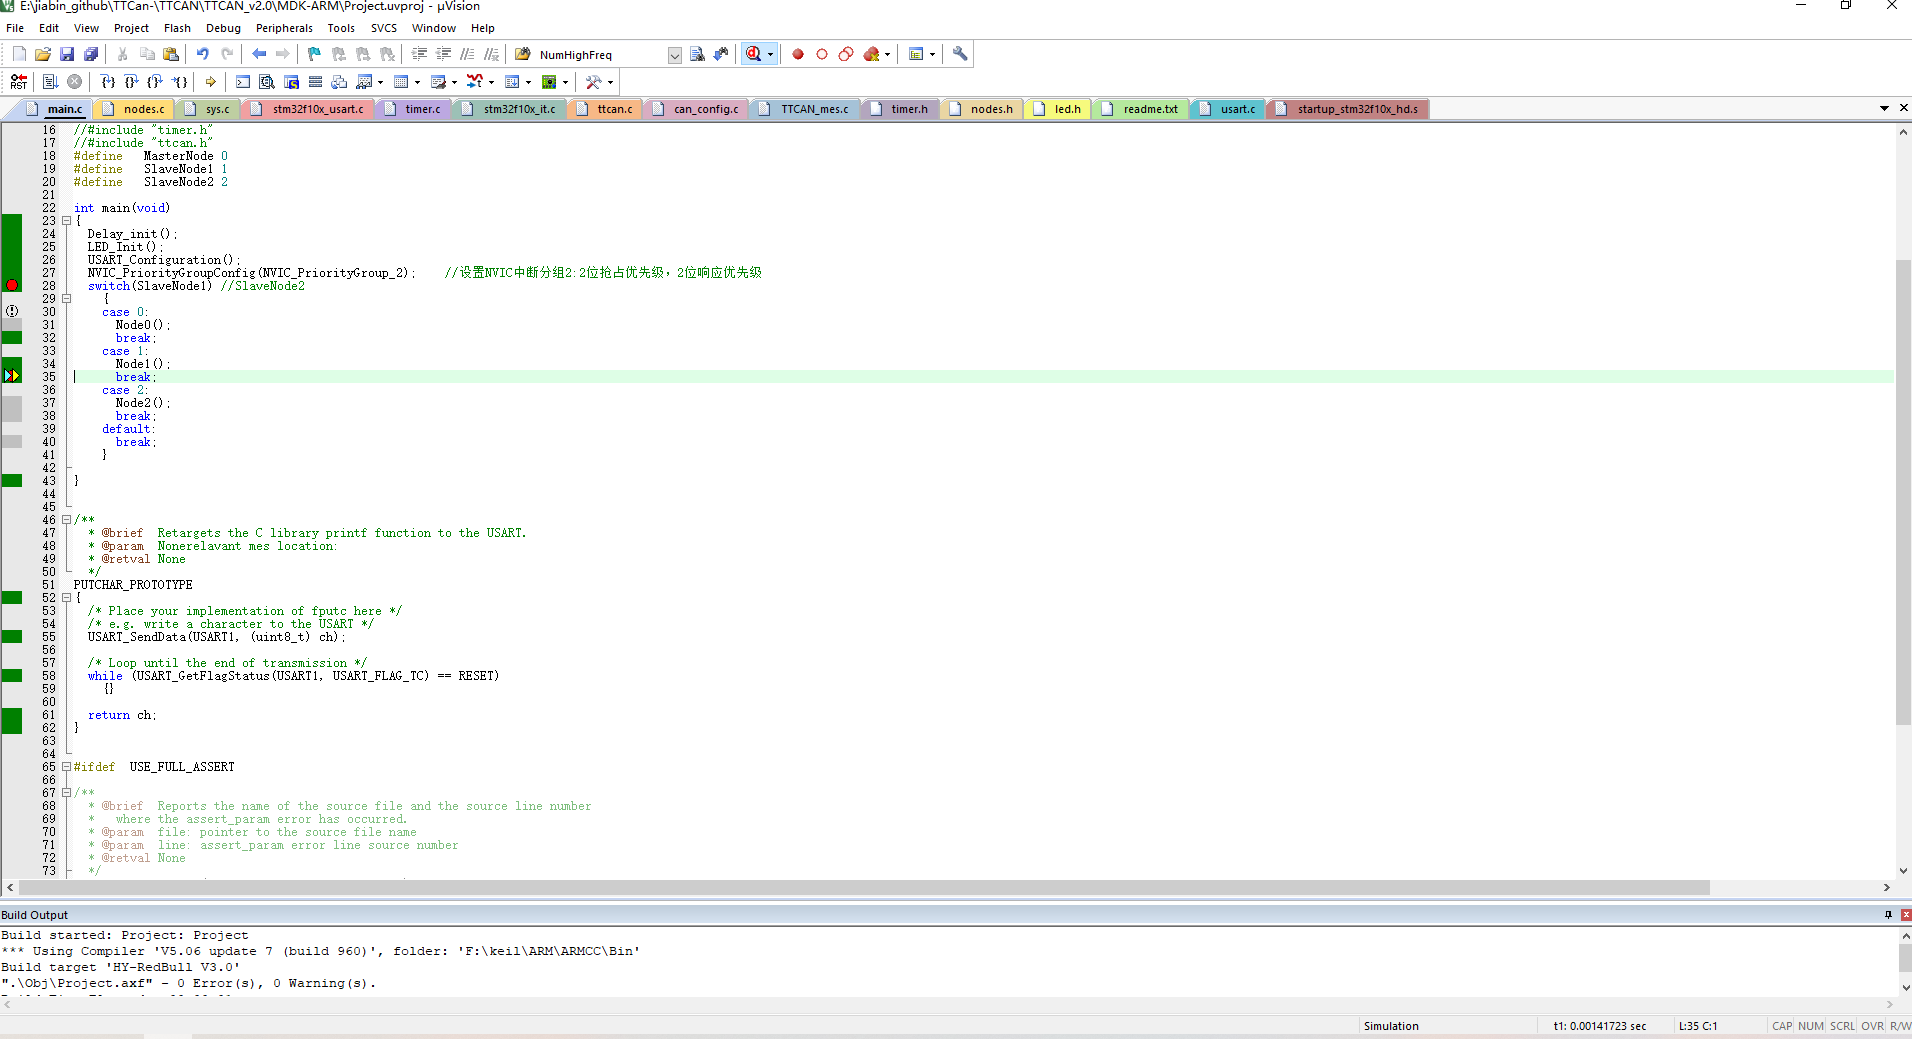 E:\jiabin_github\TTCan-\TTCAN\TTCAN_v2.0\MDK-ARM\Project.uvproj - µVision
File Edit View Project Flash Debug Peripherals Tools SVCS Window Help
NumHighFreq
RST
main.c nodes.c sys.c stm32f10x_usart.c timer.c stm32f10x_it.c ttcan.c can_config.c TTCAN_mes.c timer.h nodes.h led.h readme.txt usart.c startup_stm32f10x_hd.s
16 //#include "timer.h"
17 //#include "ttcan.h"
18 #define MasterNode 0
19 #define SlaveNode1 1
20 #define SlaveNode2 2
21
22 int main(void)
23 {
24 Delay_init();
25 LED_Init();
26 USART_Configuration();
27 NVIC_PriorityGroupConfig(NVIC_PriorityGroup_2); //设置NVIC中断分组2:2位抢占优先级，2位响应优先级
28 switch(SlaveNode1) //SlaveNode2
29 {
30 case 0:
31 Node0();
32 break;
33 case 1:
34 Node1();
35 break;
36 case 2:
37 Node2();
38 break;
39 default:
40 break;
41 }
42
43 }
44
45
46 /**
47 * @brief Retargets the C library printf function to the USART.
48 * @param Nonerelavant mes location:
49 * @retval None
50 */
51 PUTCHAR_PROTOTYPE
52 {
53 /* Place your implementation of fputc here */
54 /* e.g. write a character to the USART */
55 USART_SendData(USART1, (uint8_t) ch);
56
57 /* Loop until the end of transmission */
58 while (USART_GetFlagStatus(USART1, USART_FLAG_TC) == RESET)
59 {}
60
61 return ch;
62 }
63
64
65 #ifdef USE_FULL_ASSERT
66
67 /**
68 * @brief Reports the name of the source file and the source line number
69 * where the assert_param error has occurred.
70 * @param file: pointer to the source file name
71 * @param line: assert_param error line source number
72 * @retval None
73 */
Build Output
Build started: Project: Project
*** Using Compiler 'V5.06 update 7 (build 960)', folder: 'F:\keil\ARM\ARMCC\Bin'
Build target 'HY-RedBull V3.0'
".\Obj\Project.axf" - 0 Error(s), 0 Warning(s).
Simulation t1: 0.00141723 sec L:35 C:1 CAP NUM SCRL OVR R/W